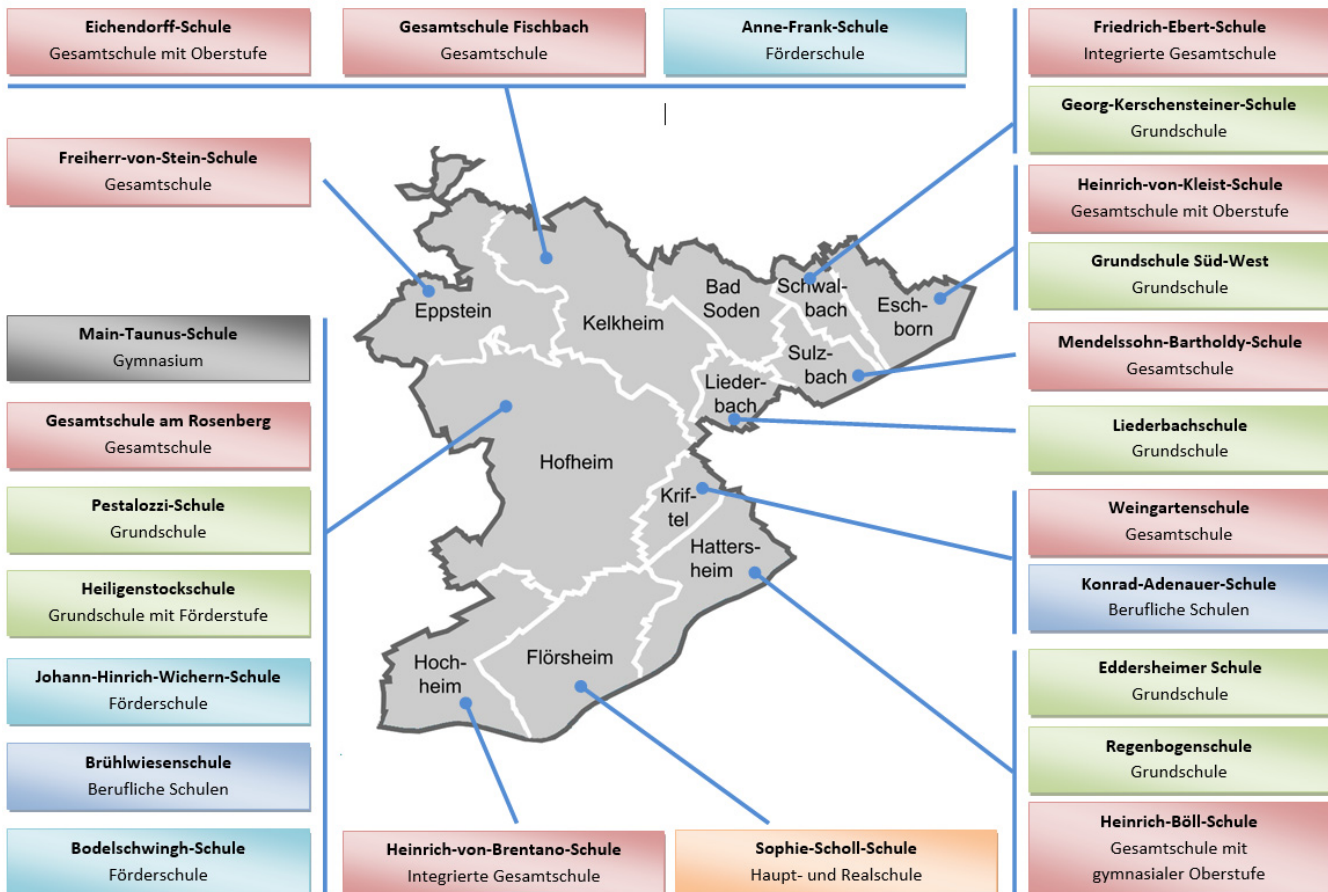 Eichendorff-Schule
Gesamtschule mit Oberstufe
Gesamtschule Fischbach
Gesamtschule
Anne-Frank-Schule
Förderschule
Friedrich-Ebert-Schule
Integrierte Gesamtschule
Georg-Kerschensteiner-Schule
Grundschule
Freiherr-von-Stein-Schule
Gesamtschule
Heinrich-von-Kleist-Schule
Gesamtschule mit Oberstufe
Grundschule Süd-West
Grundschule
Main-Taunus-Schule
Gymnasium
Gesamtschule am Rosenberg
Gesamtschule
Pestalozzi-Schule
Grundschule
Heiligenstockschule
Grundschule mit Förderstufe
Johann-Hinrich-Wichern-Schule
Förderschule
Brühlwiesenschule
Berufliche Schulen
Bodelschwingh-Schule
Förderschule
Eppstein
Kelkheim
Bad
Soden
Schwal-
bach
Esch-
born
Sulz-
bach
Lieder-
bach
Hofheim
Krif-
tel
Hatters-
heim
Hoch-
heim
Flörsheim
Mendelssohn-Bartholdy-Schule
Gesamtschule
Liederbachschule
Grundschule
Weingartenschule
Gesamtschule
Konrad-Adenauer-Schule
Berufliche Schulen
Eddersheimer Schule
Grundschule
Regenbogenschule
Grundschule
Heinrich-Böll-Schule
Gesamtschule mit
gymnasialer Oberstufe
Heinrich-von-Brentano-Schule
Integrierte Gesamtschule
Sophie-Scholl-Schule
Haupt- und Realschule